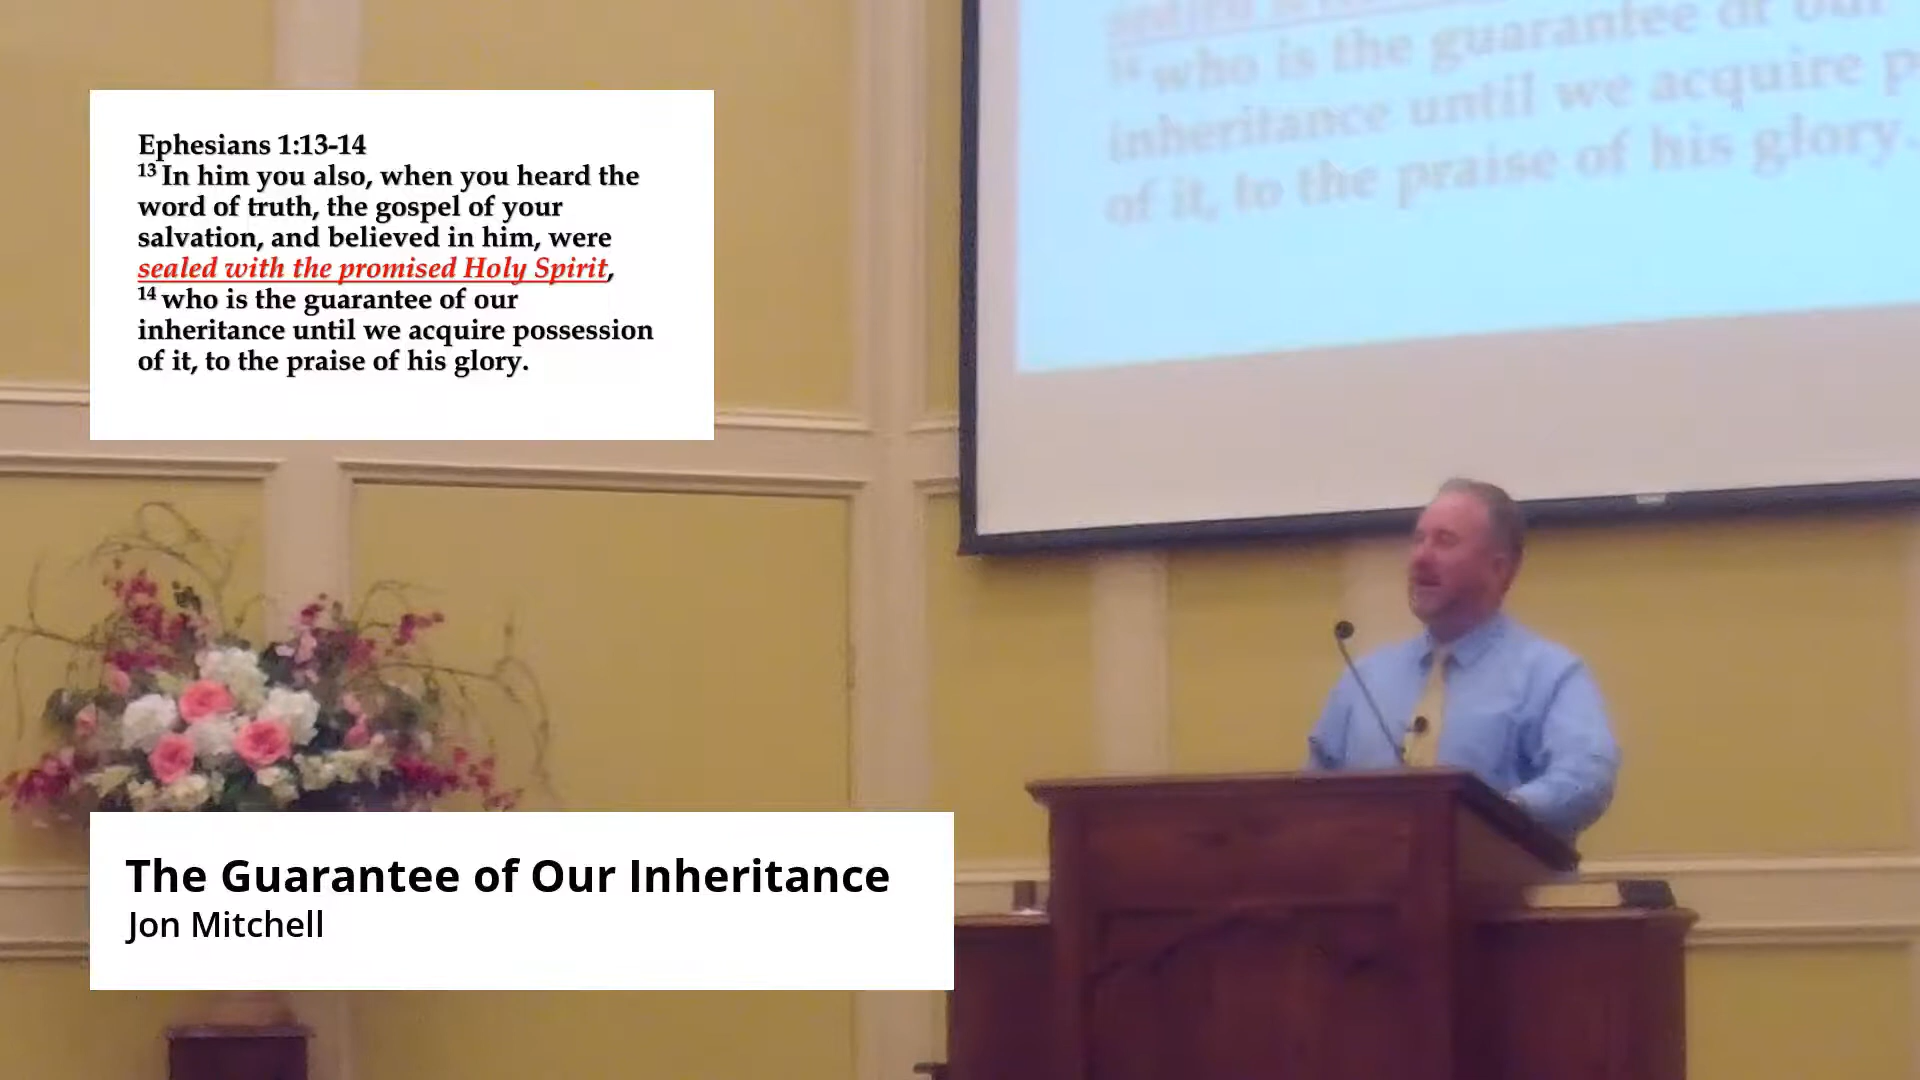 Ephesians 1:13-14
13 In him you also, when you heard the
word of truth, the gospel of your
salvation, and believed in him, were
sealed with the promised Holy Spirit,
14 who is the guarantee of our
inheritance until we acquire possession
of it, to the praise of his glory.
14 who is the guarantee of our
inheritance until we acquire
of it, to the praise of his glory.
The Guarantee of Our Inheritance
Jon Mitchell